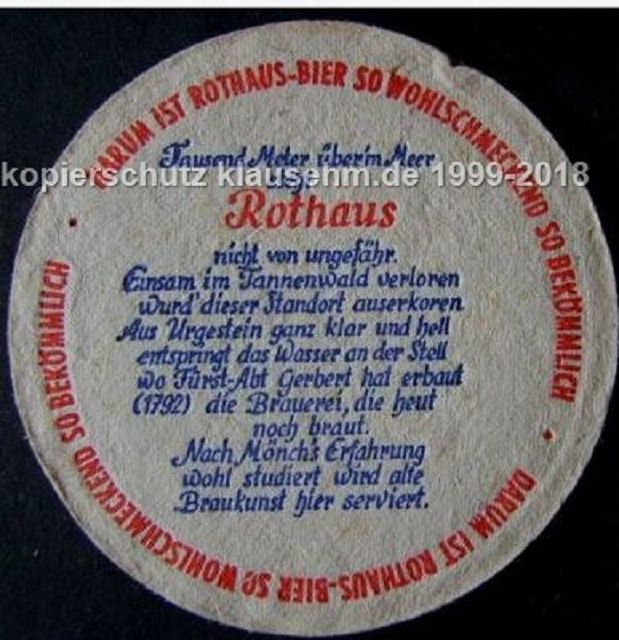 DARUM IST ROTHAUS-BIER SO WOHLSCHMECKEND SO BEKÖMMLICH
kopierschutz klausehm.de 1999-2018
Tausend Meter über'm Meer
liegt
Rothaus
nicht von ungefähr.
Einsam im Tannenwald verloren
wurd' dieser Standort auserkoren
Aus Urgestein ganz klar und hell
entspringt das Wasser an der Stell
wo Fürst-Abt Gerbert hat erbaut
(1792) die Brauerei, die heut
noch braut.
Nach Mönch's Erfahrung
wohl studiert wird alte
Braukunst hier serviert.
DARUM IST ROTHAUS-BIER SO WOHLSCHMECKEND SO BEKÖMMLICH